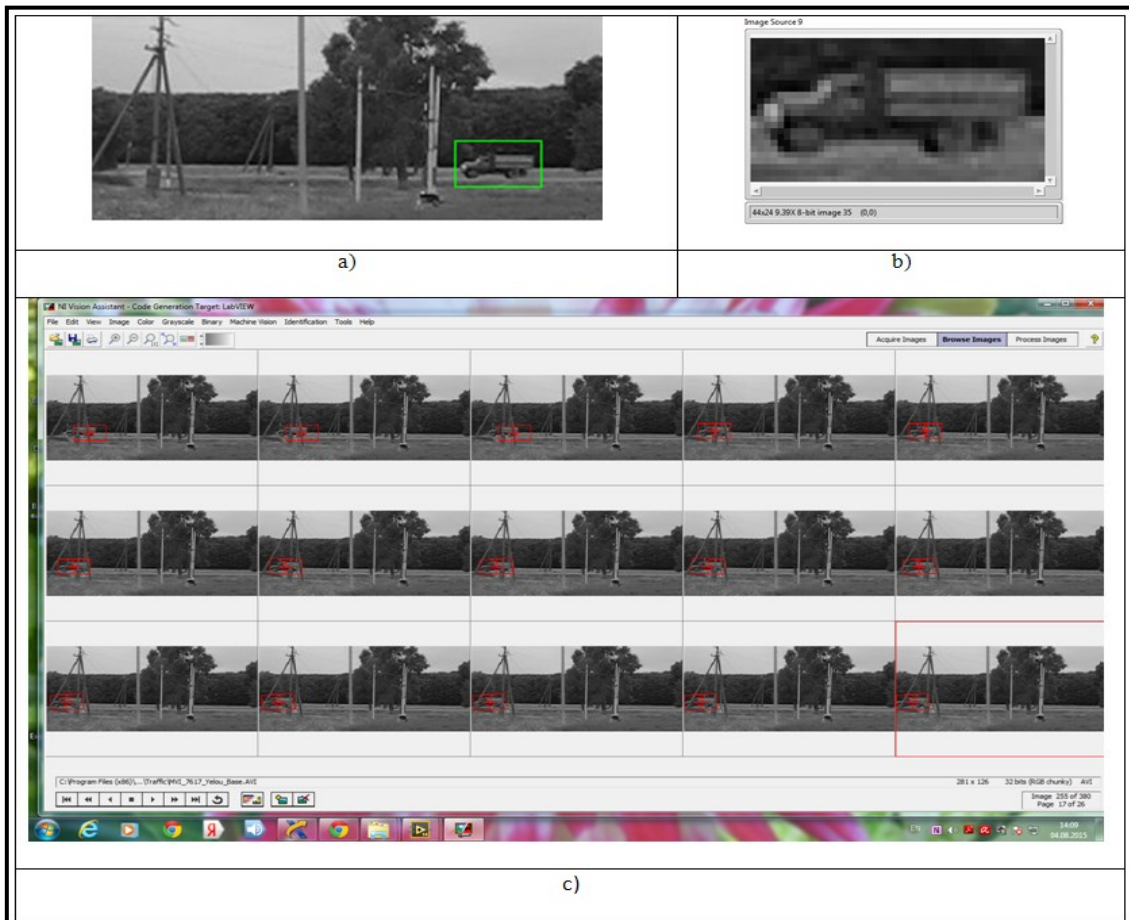 Image Source 9
44x24 9.39X 8-bit image 35 (0,0)
a)
b)
NI Vision Assistant - Code Generation Target: LabVIEW
File Edit View Image Color Grayscale Binary Machine Vision Identification Tools Help
Acquire Images Browse Images Process Images
C:\Program Files (x86)\,...\Traffic\MVI_7617_Yelou_Base.AVI
281 x 126 32 bits (RGB chunky) AVI
Image 255 of 380
Page 17 of 26
EN
14:09
04.08.2015
c)